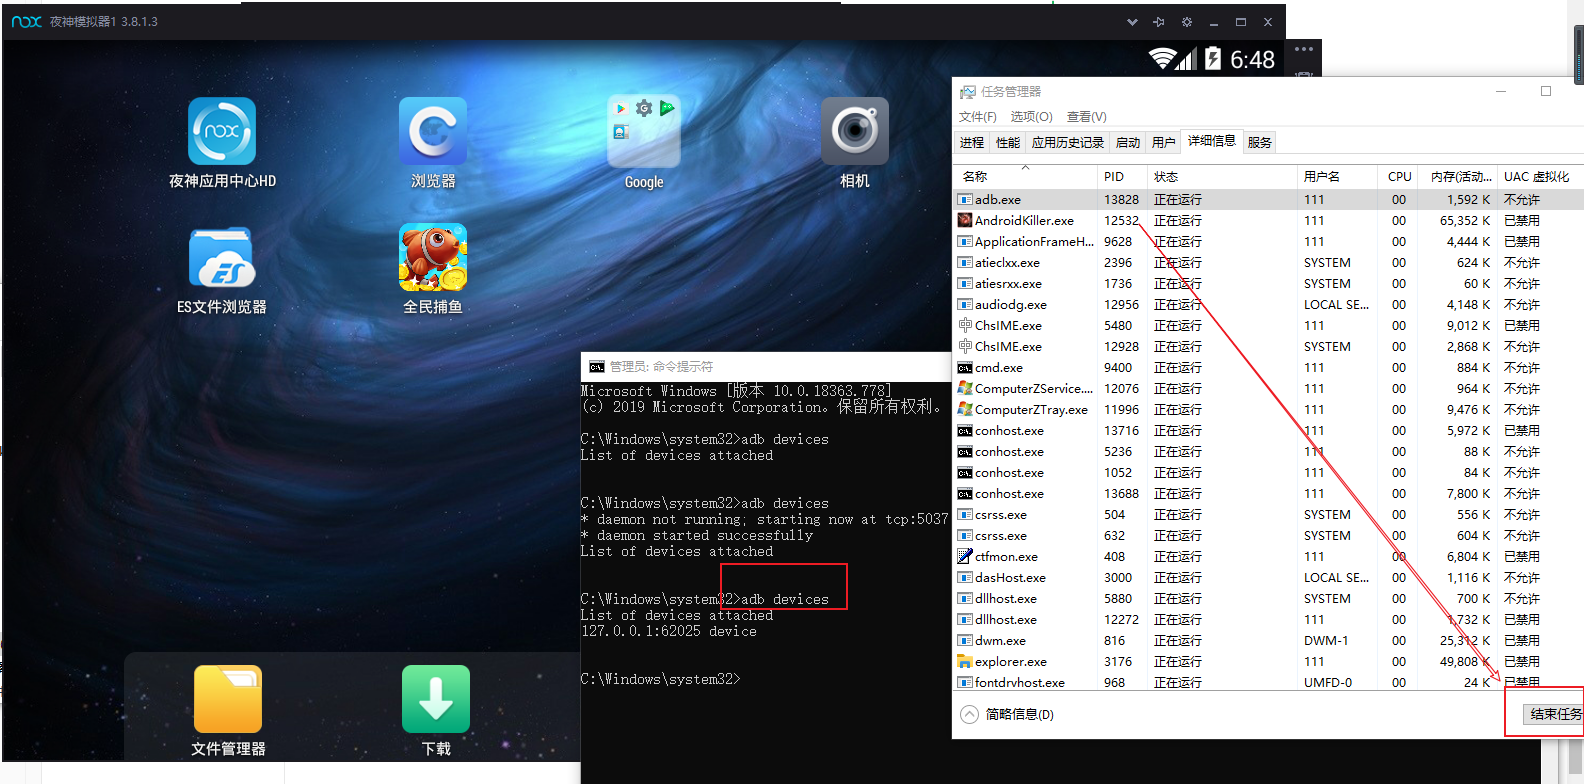 nox 夜神模拟器1 3.8.1.3
6:48
nox
夜神应用中心HD
浏览器
Google
相机
ES
ES文件浏览器
全民捕鱼
文件管理器
下载
管理员: 命令提示符
Microsoft Windows [版本 10.0.18363.778]
(c) 2019 Microsoft Corporation。保留所有权利。
C:\Windows\system32>adb devices
List of devices attached
C:\Windows\system32>adb devices
* daemon not running; starting now at tcp:5037
* daemon started successfully
List of devices attached
C:\Windows\system32>adb devices
List of devices attached
127.0.0.1:62025 device
C:\Windows\system32>
任务管理器
文件(F) 选项(O) 查看(V)
进程 性能 应用历史记录 启动 用户 详细信息 服务
名称 PID 状态 用户名 CPU 内存(活动... UAC 虚拟化
adb.exe 13828 正在运行 111 00 1,592 K 不允许
AndroidKiller.exe 12532 正在运行 111 00 65,352 K 已禁用
ApplicationFrameH... 9628 正在运行 111 00 4,444 K 已禁用
atieclxx.exe 2396 正在运行 SYSTEM 00 624 K 不允许
atiesrxx.exe 1736 正在运行 SYSTEM 00 60 K 不允许
audiodg.exe 12956 正在运行 LOCAL SE... 00 4,148 K 不允许
ChsIME.exe 5480 正在运行 111 00 9,012 K 已禁用
ChsIME.exe 12928 正在运行 SYSTEM 00 2,868 K 不允许
cmd.exe 9400 正在运行 111 00 884 K 不允许
ComputerZService.... 12076 正在运行 111 00 964 K 不允许
ComputerZTray.exe 11996 正在运行 111 00 9,476 K 不允许
conhost.exe 13716 正在运行 111 00 5,972 K 已禁用
conhost.exe 5236 正在运行 111 00 88 K 不允许
conhost.exe 1052 正在运行 111 00 84 K 不允许
conhost.exe 13688 正在运行 111 00 7,800 K 不允许
csrss.exe 504 正在运行 SYSTEM 00 556 K 不允许
csrss.exe 632 正在运行 SYSTEM 00 604 K 不允许
ctfmon.exe 408 正在运行 111 00 6,804 K 已禁用
dasHost.exe 3000 正在运行 LOCAL SE... 00 1,116 K 不允许
dllhost.exe 5880 正在运行 SYSTEM 00 700 K 不允许
dllhost.exe 12272 正在运行 111 00 1,732 K 已禁用
dwm.exe 816 正在运行 DWM-1 00 25,312 K 已禁用
explorer.exe 3176 正在运行 111 00 49,808 K 已禁用
fontdrvhost.exe 968 正在运行 UMFD-0 00 24 K 已禁用
简略信息(D)
结束任务